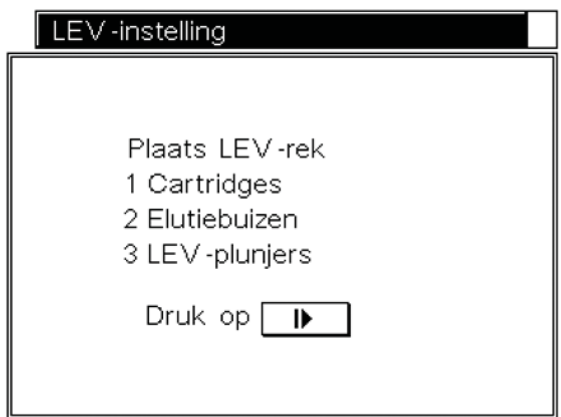 LEV-instelling
Plaats LEV-rek
1 Cartridges
2 Elutiebuizen
3 LEV-plunjers
Druk op